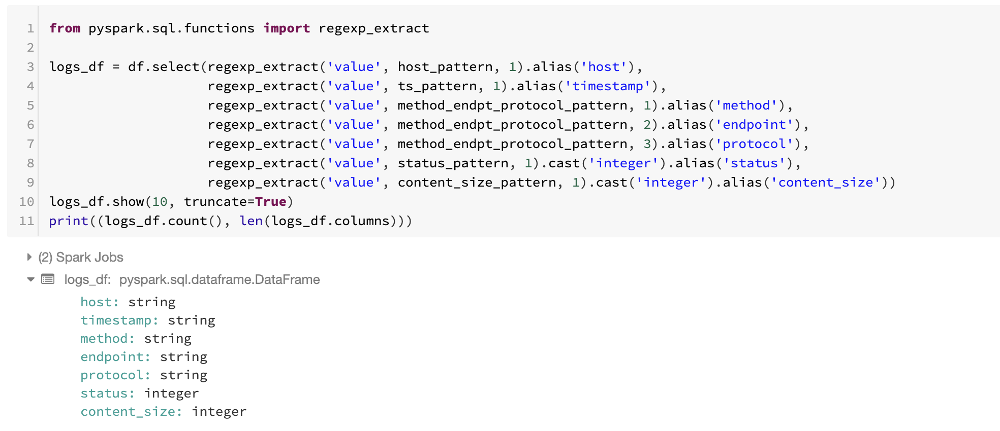 1 from pyspark.sql.functions import regexp_extract
2
3 logs_df = df.select(regexp_extract('value', host_pattern, 1).alias('host'),
4                     regexp_extract('value', ts_pattern, 1).alias('timestamp'),
5                     regexp_extract('value', method_endpt_protocol_pattern, 1).alias('method'),
6                     regexp_extract('value', method_endpt_protocol_pattern, 2).alias('endpoint'),
7                     regexp_extract('value', method_endpt_protocol_pattern, 3).alias('protocol'),
8                     regexp_extract('value', status_pattern, 1).cast('integer').alias('status'),
9                     regexp_extract('value', content_size_pattern, 1).cast('integer').alias('content_size'))
10 logs_df.show(10, truncate=True)
11 print((logs_df.count(), len(logs_df.columns)))
(2) Spark Jobs
logs_df: pyspark.sql.dataframe.DataFrame
host: string
timestamp: string
method: string
endpoint: string
protocol: string
status: integer
content_size: integer